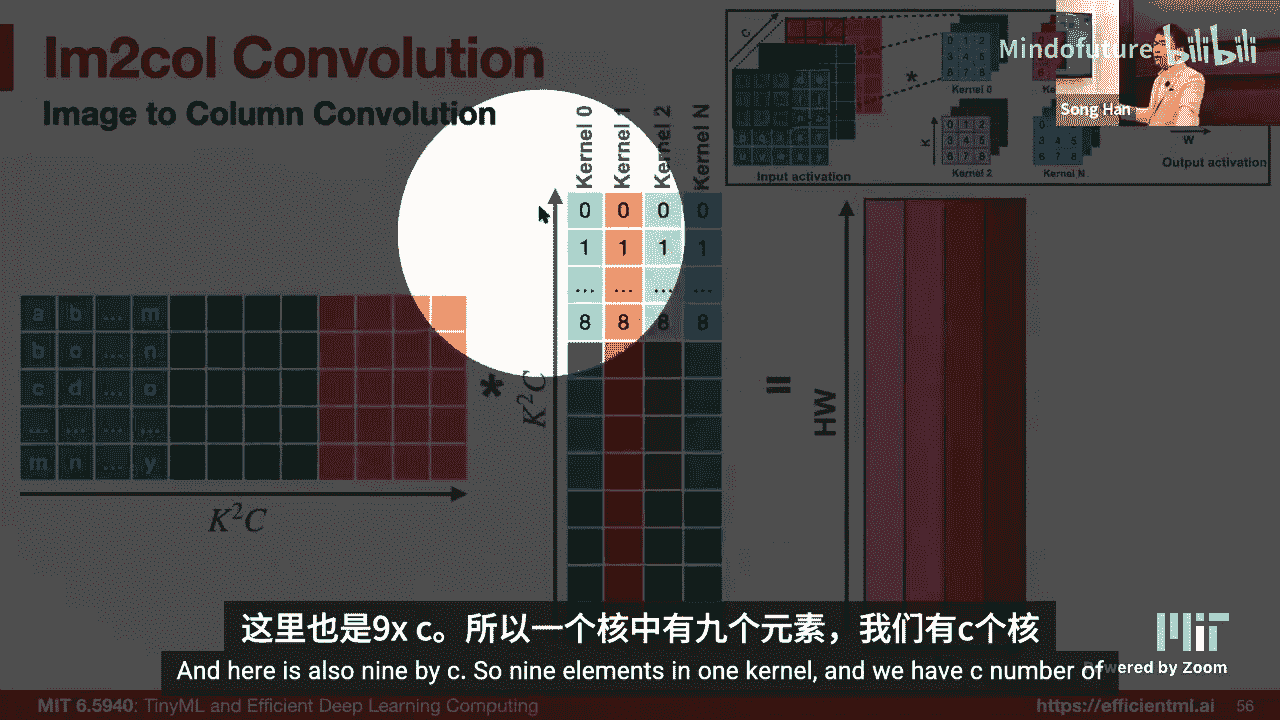 Im2col Convolution
Image to Column Convolution
Mindofuture bilibili
Song Han
C
*
Kernel 0
K
Kernel 2
Kernel N
W
Input activation
Output activation
Kernel 0
Kernel 1
Kernel 2
Kernel N
0 0 0 0
1 1 1 1
... ... ... ...
8 8 8 8
a b ... m
b c ... n
c d ... o
... ... ... ...
m n ... y
K²C
*
K²C
=
HW
这里也是9x c。所以一个核中有九个元素，我们有c个核
And here is also nine by c. So nine elements in one kernel, and we have c number of
MIT
Powered by Zoom
MIT 6.5940: TinyML and Efficient Deep Learning Computing
https://efficientml.ai
56